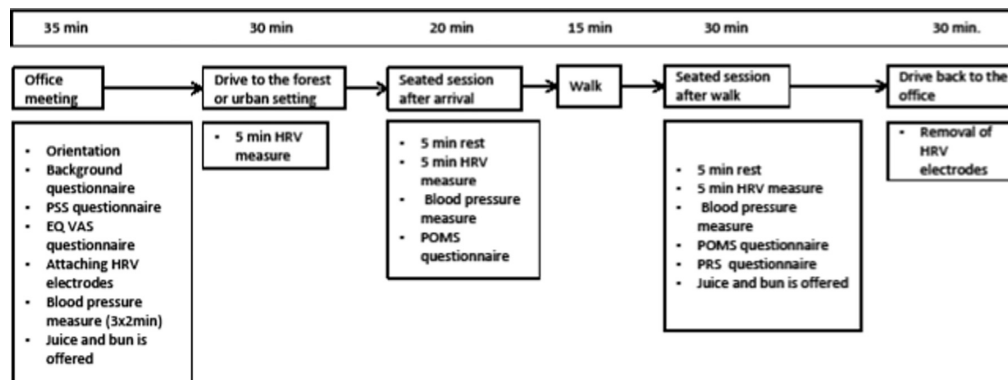 35 min 30 min 20 min 15 min 30 min 30 min.
Office
meeting
Drive to the forest
or urban setting
Seated session
after arrival
Walk
Seated session
after walk
Drive back to the
office
• Orientation
• Background
questionnaire
• PSS questionnaire
• EQ VAS
questionnaire
• Attaching HRV
electrodes
• Blood pressure
measure (3x2min)
• Juice and bun is
offered
• 5 min HRV
measure
• 5 min rest
• 5 min HRV
measure
• Blood pressure
measure
• POMS
questionnaire
• 5 min rest
• 5 min HRV measure
• Blood pressure
measure
• POMS questionnaire
• PRS questionnaire
• Juice and bun is offered
• Removal of
HRV
electrodes